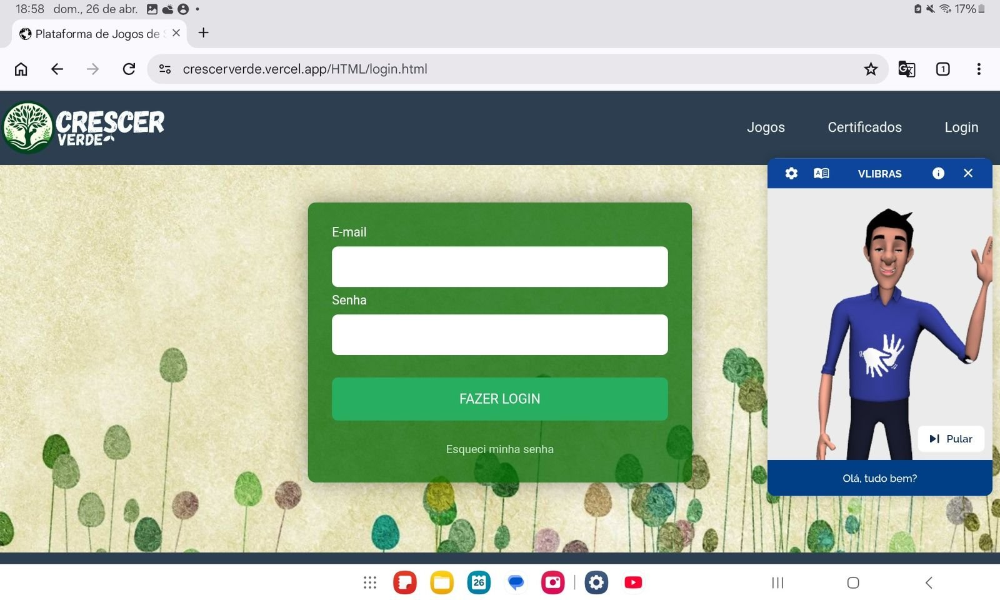 18:58 dom., 26 de abr. • 17%
Plataforma de Jogos de
crescerverde.vercel.app/HTML/login.html
1
CRESCER
VERDE
Jogos Certificados Login
VLIBRAS
E-mail
Senha
FAZER LOGIN
Esqueci minha senha
Pular
Olá, tudo bem?
26